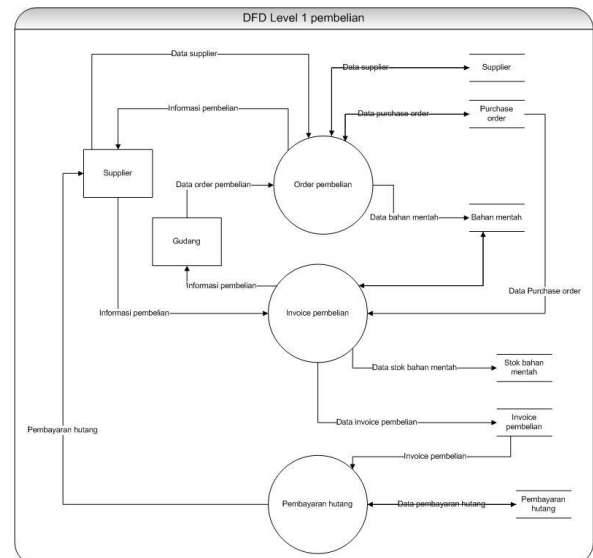 DFD Level 1 pembelian
Data supplier
Data supplier
Supplier
Informasi pembelian
Data purchase order
Purchase
order
Supplier
Data order pembelian
Order pembelian
Data bahan mentah
Bahan mentah
Gudang
Informasi pembelian
Data Purchase order
Informasi pembelian
Invoice pembelian
Data stok bahan mentah
Stok bahan
mentah
Data invoice pembelian
Invoice
pembelian
Pembayaran hutang
Invoice pembelian
Pembayaran hutang
Data pembayaran hutang
Pembayaran
hutang